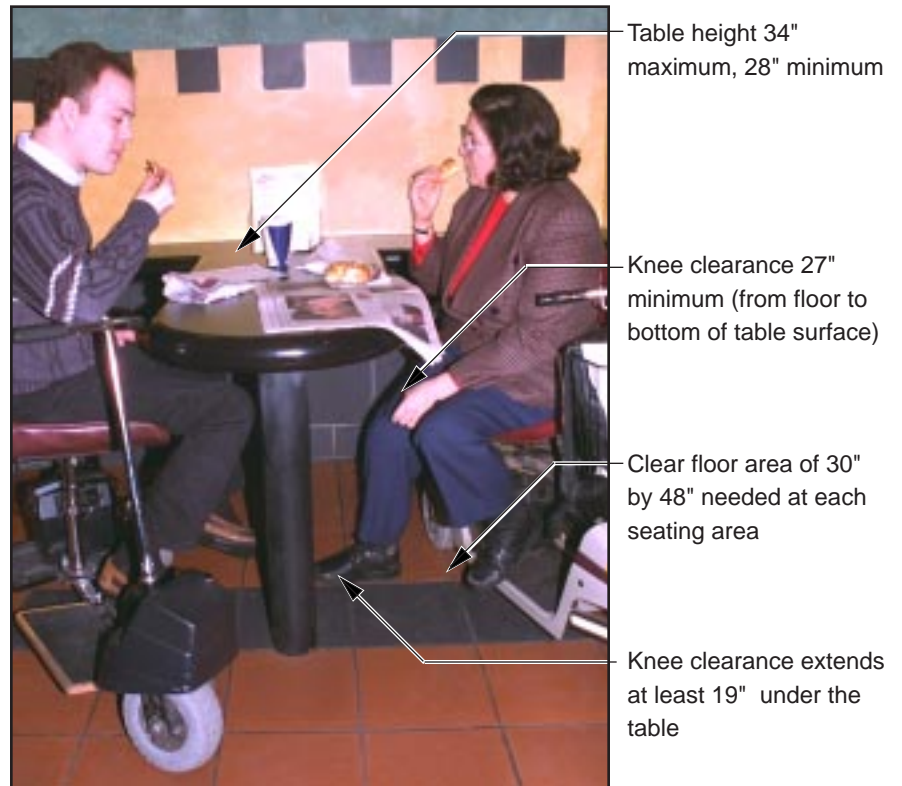 Table height 34"
maximum, 28" minimum
Knee clearance 27"
minimum (from floor to
bottom of table surface)
Clear floor area of 30"
by 48" needed at each
seating area
Knee clearance extends
at least 19" under the
table